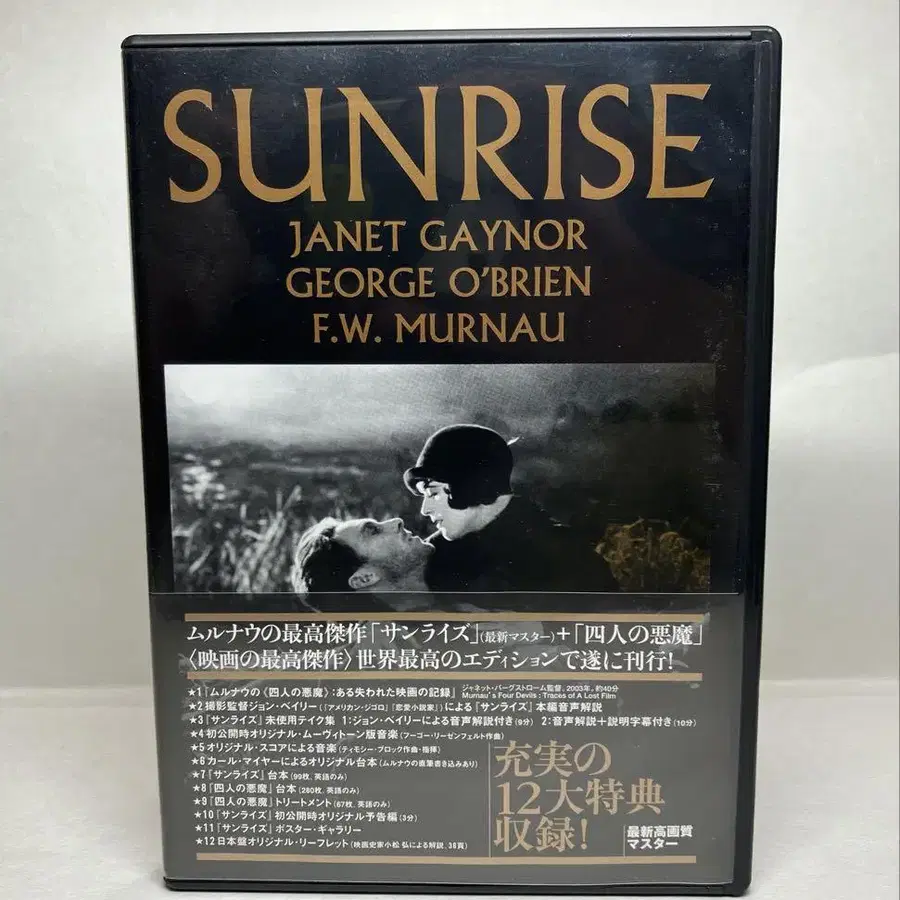 SUNRISE
JANET GAYNOR
GEORGE O'BRIEN
F.W. MURNAU
ムルナウの最高傑作「サンライズ」(最新マスター)+「四人の悪魔」
〈映画の最高傑作〉世界最高のエディションで遂に刊行!
★1『ムルナウの〈四人の悪魔〉:ある失われた映画の記録』 ジャネット・バーグストローム監督、2003年、約40分
Murnau's Four Devils : Traces of A Lost Film
★2 撮影監督ジョン・ベイリー(『アメリカン・ジゴロ』『恋愛小説家』)による『サンライズ』本編音声解説
★3『サンライズ』未使用テイク集 1:ジョン・ベイリーによる音声解説付き(9分) 2:音声解説+説明字幕付き(10分)
★4 初公開時オリジナル・ムーヴィトーン版音楽(フーゴー・リーゼンフェルト作曲)
★5 オリジナル・スコアによる音楽(ティモシー・ブロック作曲・指揮)
★6 カール・マイヤーによるオリジナル台本(ムルナウの直筆書き込みあり)
★7『サンライズ』台本(99枚、英語のみ)
★8『四人の悪魔』台本(280枚、英語のみ)
★9『四人の悪魔』トリートメント(67枚、英語のみ)
★10『サンライズ』初公開時オリジナル予告編(3分)
★11『サンライズ』ポスター・ギャラリー
★12 日本盤オリジナル・リーフレット(映画史家小松 弘による解説、36頁)
充実の
12大特典
収録!
最新高画質
マスター